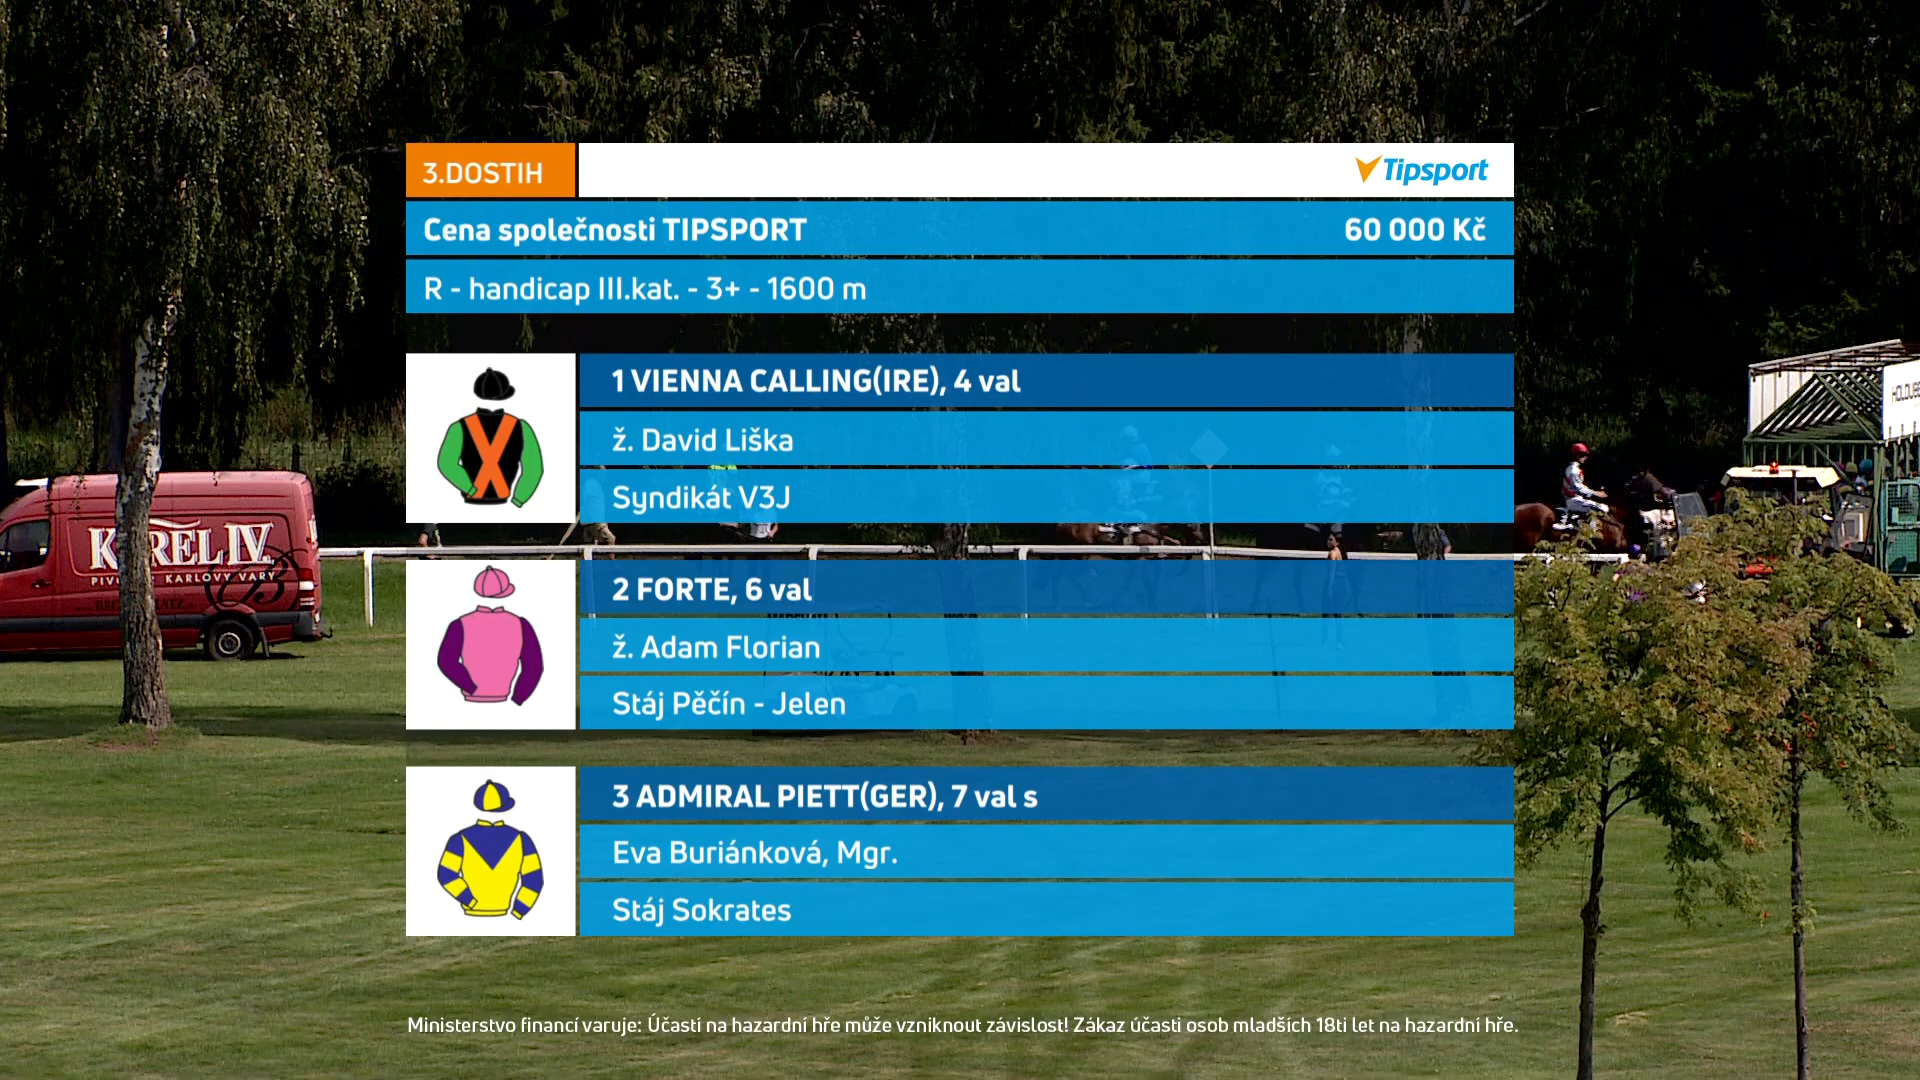 3.DOSTIH
Tipsport
Cena společnosti TIPSPORT 60 000 Kč
R - handicap III.kat. - 3+ - 1600 m
1 VIENNA CALLING(IRE), 4 val
ž. David Liška
Syndikát V3J
KAREL IV.
KARLOVY VARY
2 FORTE, 6 val
ž. Adam Florian
Stáj Pěčín - Jelen
3 ADMIRAL PIETT(GER), 7 val s
Eva Buriánková, Mgr.
Stáj Sokrates
Ministerstvo financí varuje: Účastí na hazardní hře může vzniknout závislost! Zákaz účasti osob mladších 18ti let na hazardní hře.